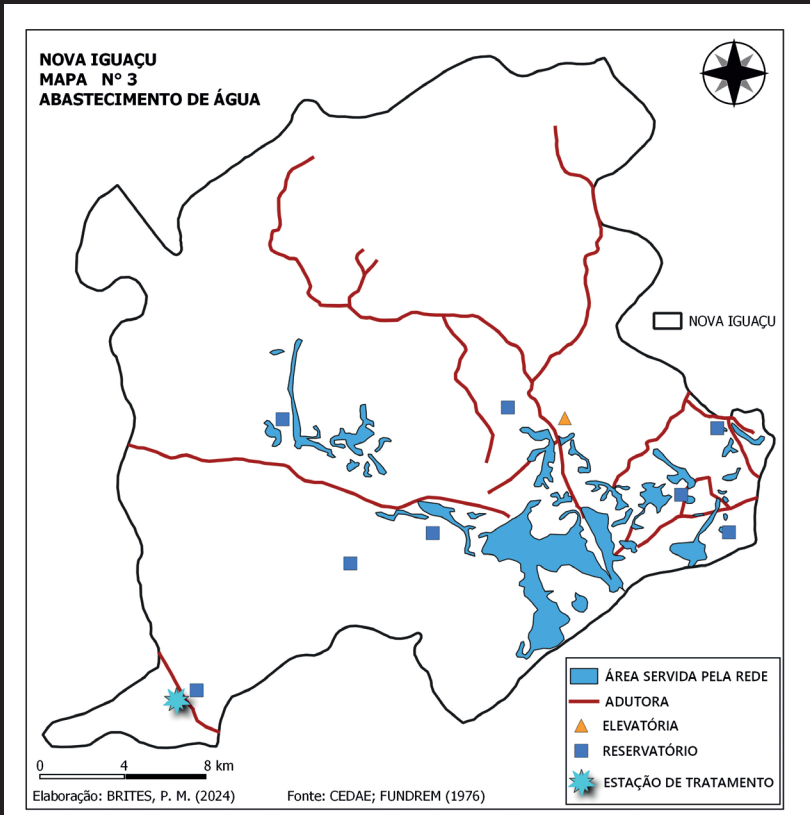 NOVA IGUAÇU
MAPA N° 3
ABASTECIMENTO DE ÁGUA
NOVA IGUAÇU
ÁREA SERVIDA PELA REDE
ADUTORA
ELEVATÓRIA
RESERVATÓRIO
ESTAÇÃO DE TRATAMENTO
0 4 8 km
Elaboração: BRITES, P. M. (2024) Fonte: CEDAE; FUNDREM (1976)